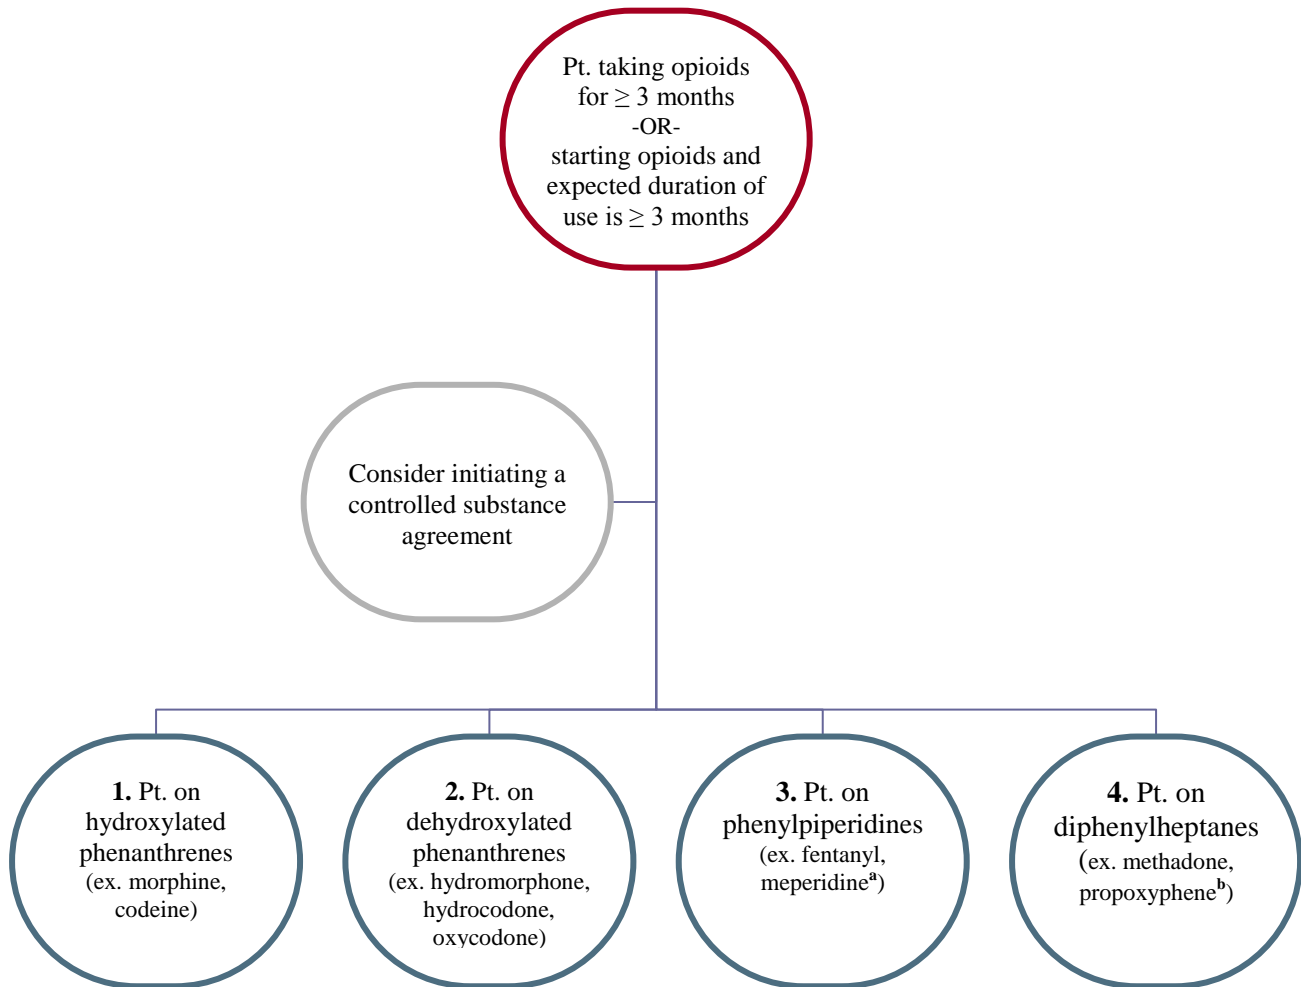 Pt. taking opioids
for ≥ 3 months
-OR-
starting opioids and
expected duration of
use is ≥ 3 months
Consider initiating a
controlled substance
agreement
1. Pt. on
hydroxylated
phenanthrenes
(ex. morphine,
codeine)
2. Pt. on
dehydroxylated
phenanthrenes
(ex. hydromorphone,
hydrocodone,
oxycodone)
3. Pt. on
phenylpiperidines
(ex. fentanyl,
meperidineᵃ)
4. Pt. on
diphenylheptanes
(ex. methadone,
propoxypheneᵇ)